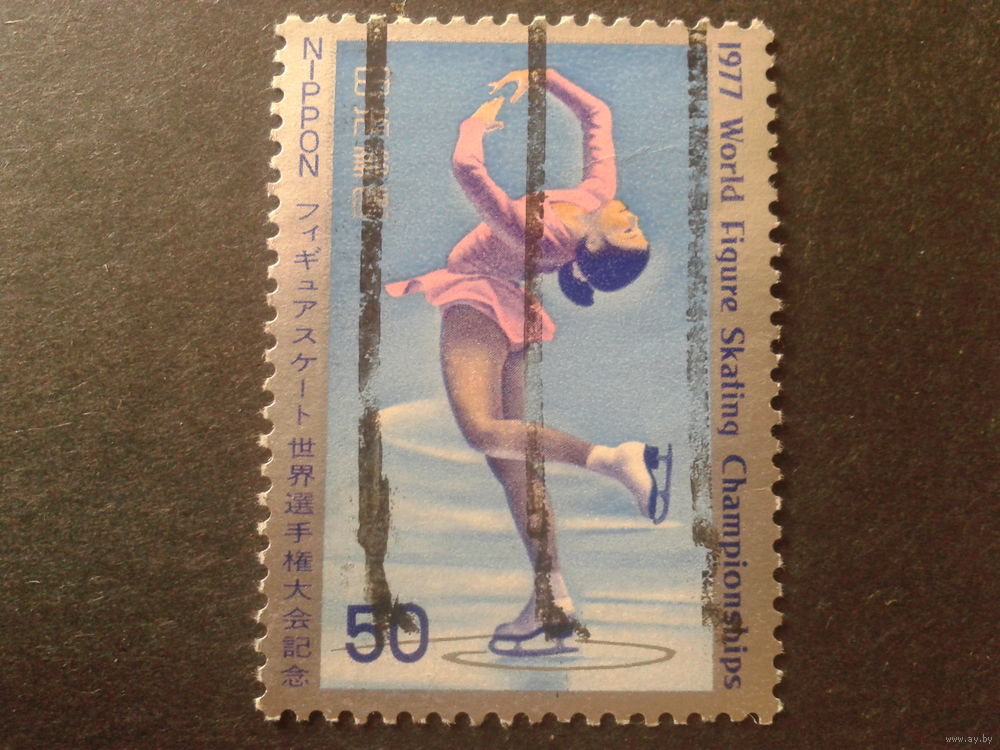 NIPPON
フィギュアスケート世界選手権大会記念
日本郵便
1977 World Figure Skating Championships
50
www.ay.by